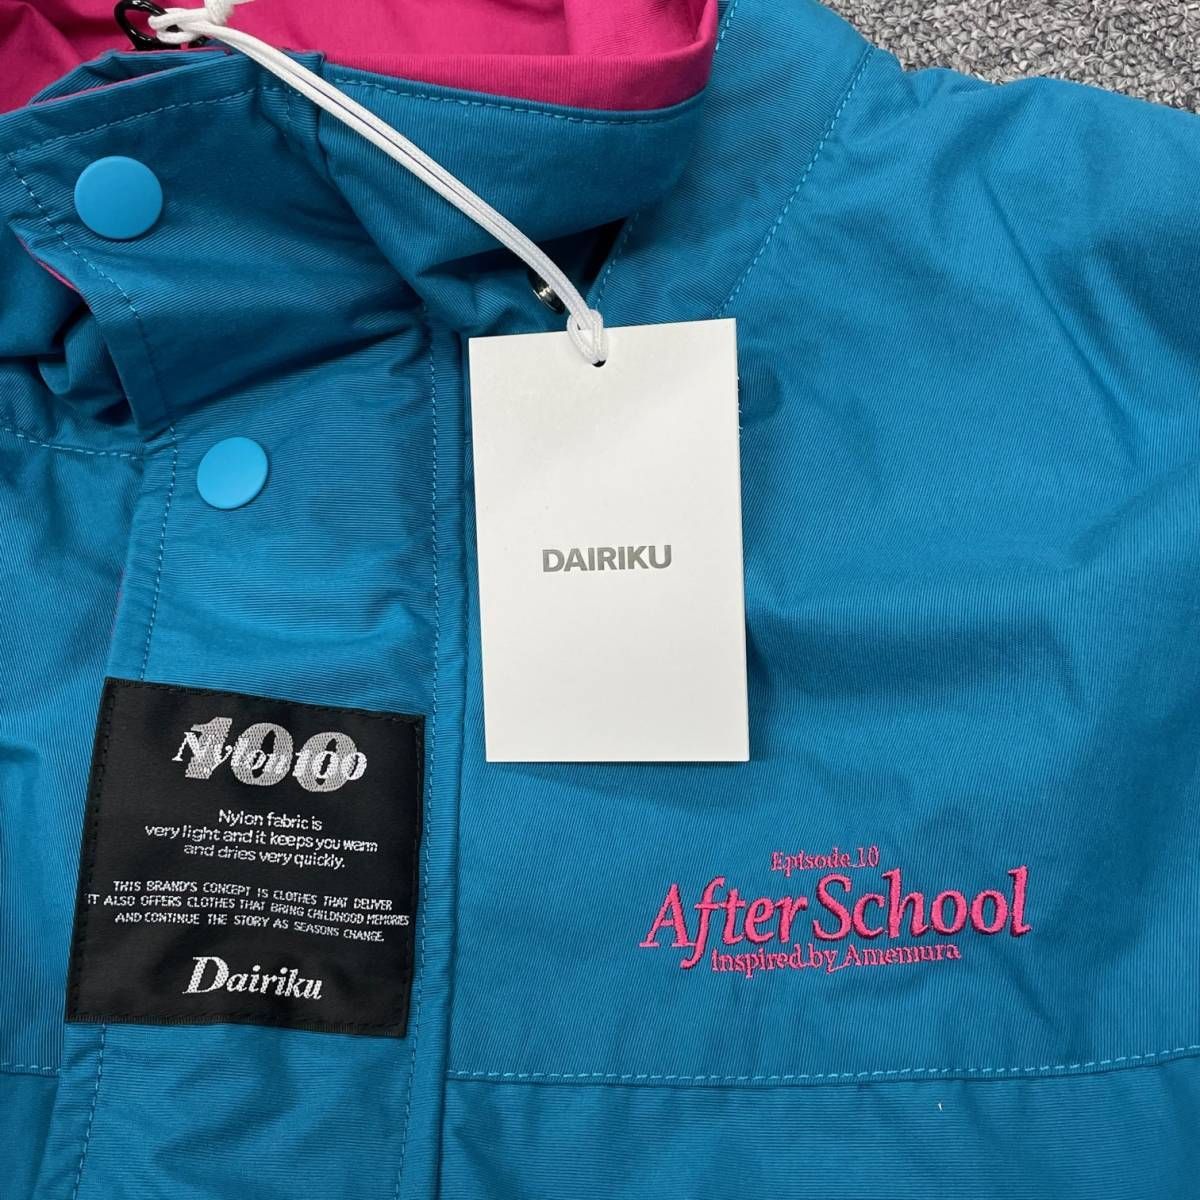 DAIRIKU
100
Nylon100
Nylon fabric is
very light and it keeps you warm
and dries very quickly.
THIS BRAND'S CONCEPT IS CLOTHES THAT DELIVER
IT ALSO OFFERS CLOTHES THAT BRING CHILDHOOD MEMORIES
AND CONTINUE THE STORY AS SEASONS CHANGE.
Dairiku
Episode 10
After School
Inspired by Amemura